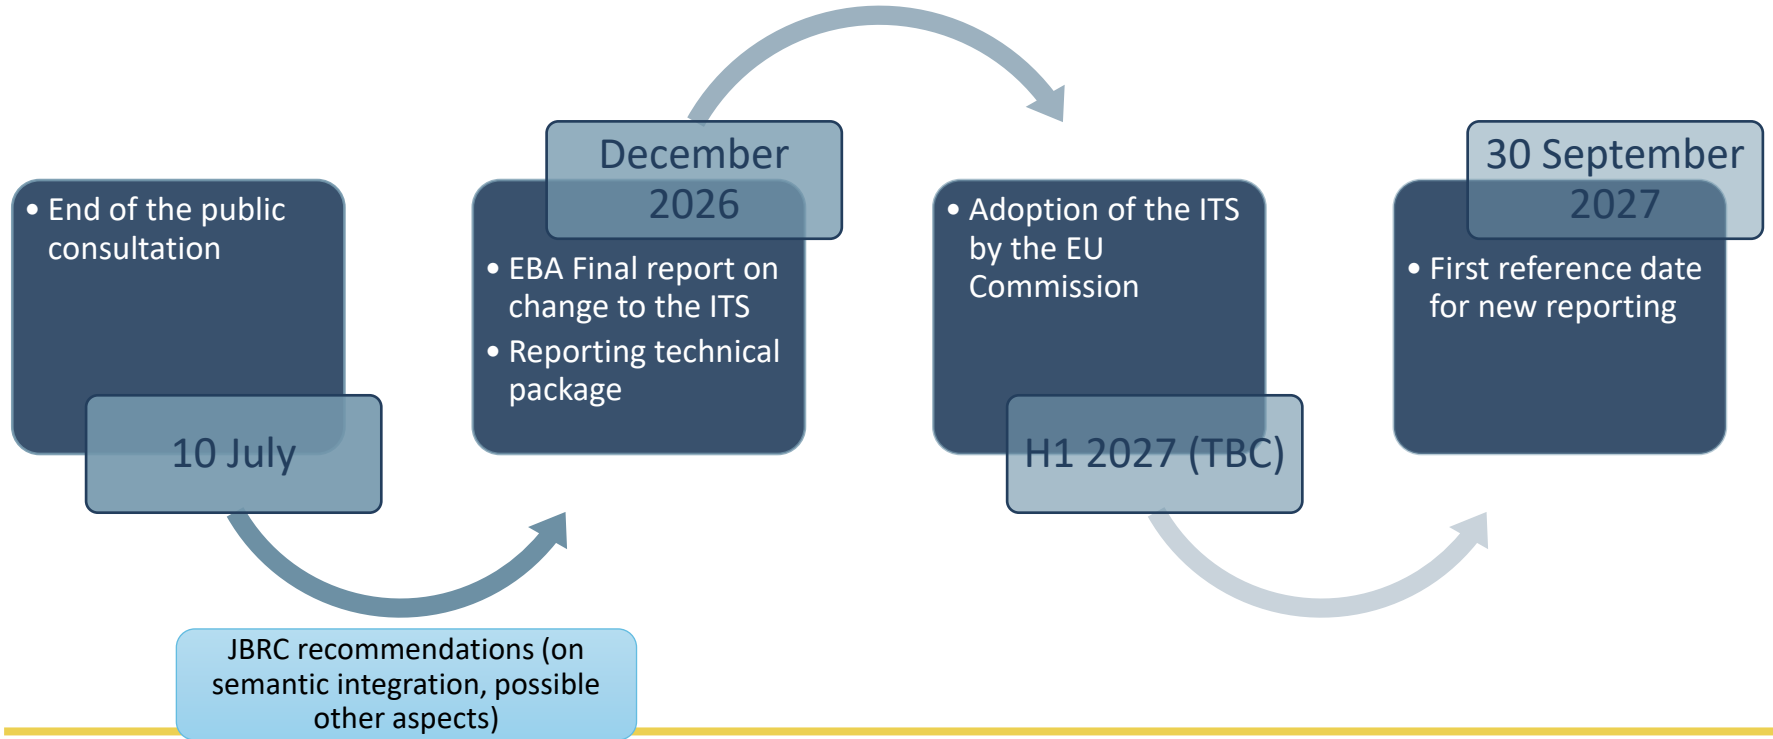 • End of the public
consultation
10 July
JBRC recommendations (on
semantic integration, possible
other aspects)
December
2026
• EBA Final report on
change to the ITS
• Reporting technical
package
• Adoption of the ITS
by the EU
Commission
H1 2027 (TBC)
30 September
2027
• First reference date
for new reporting